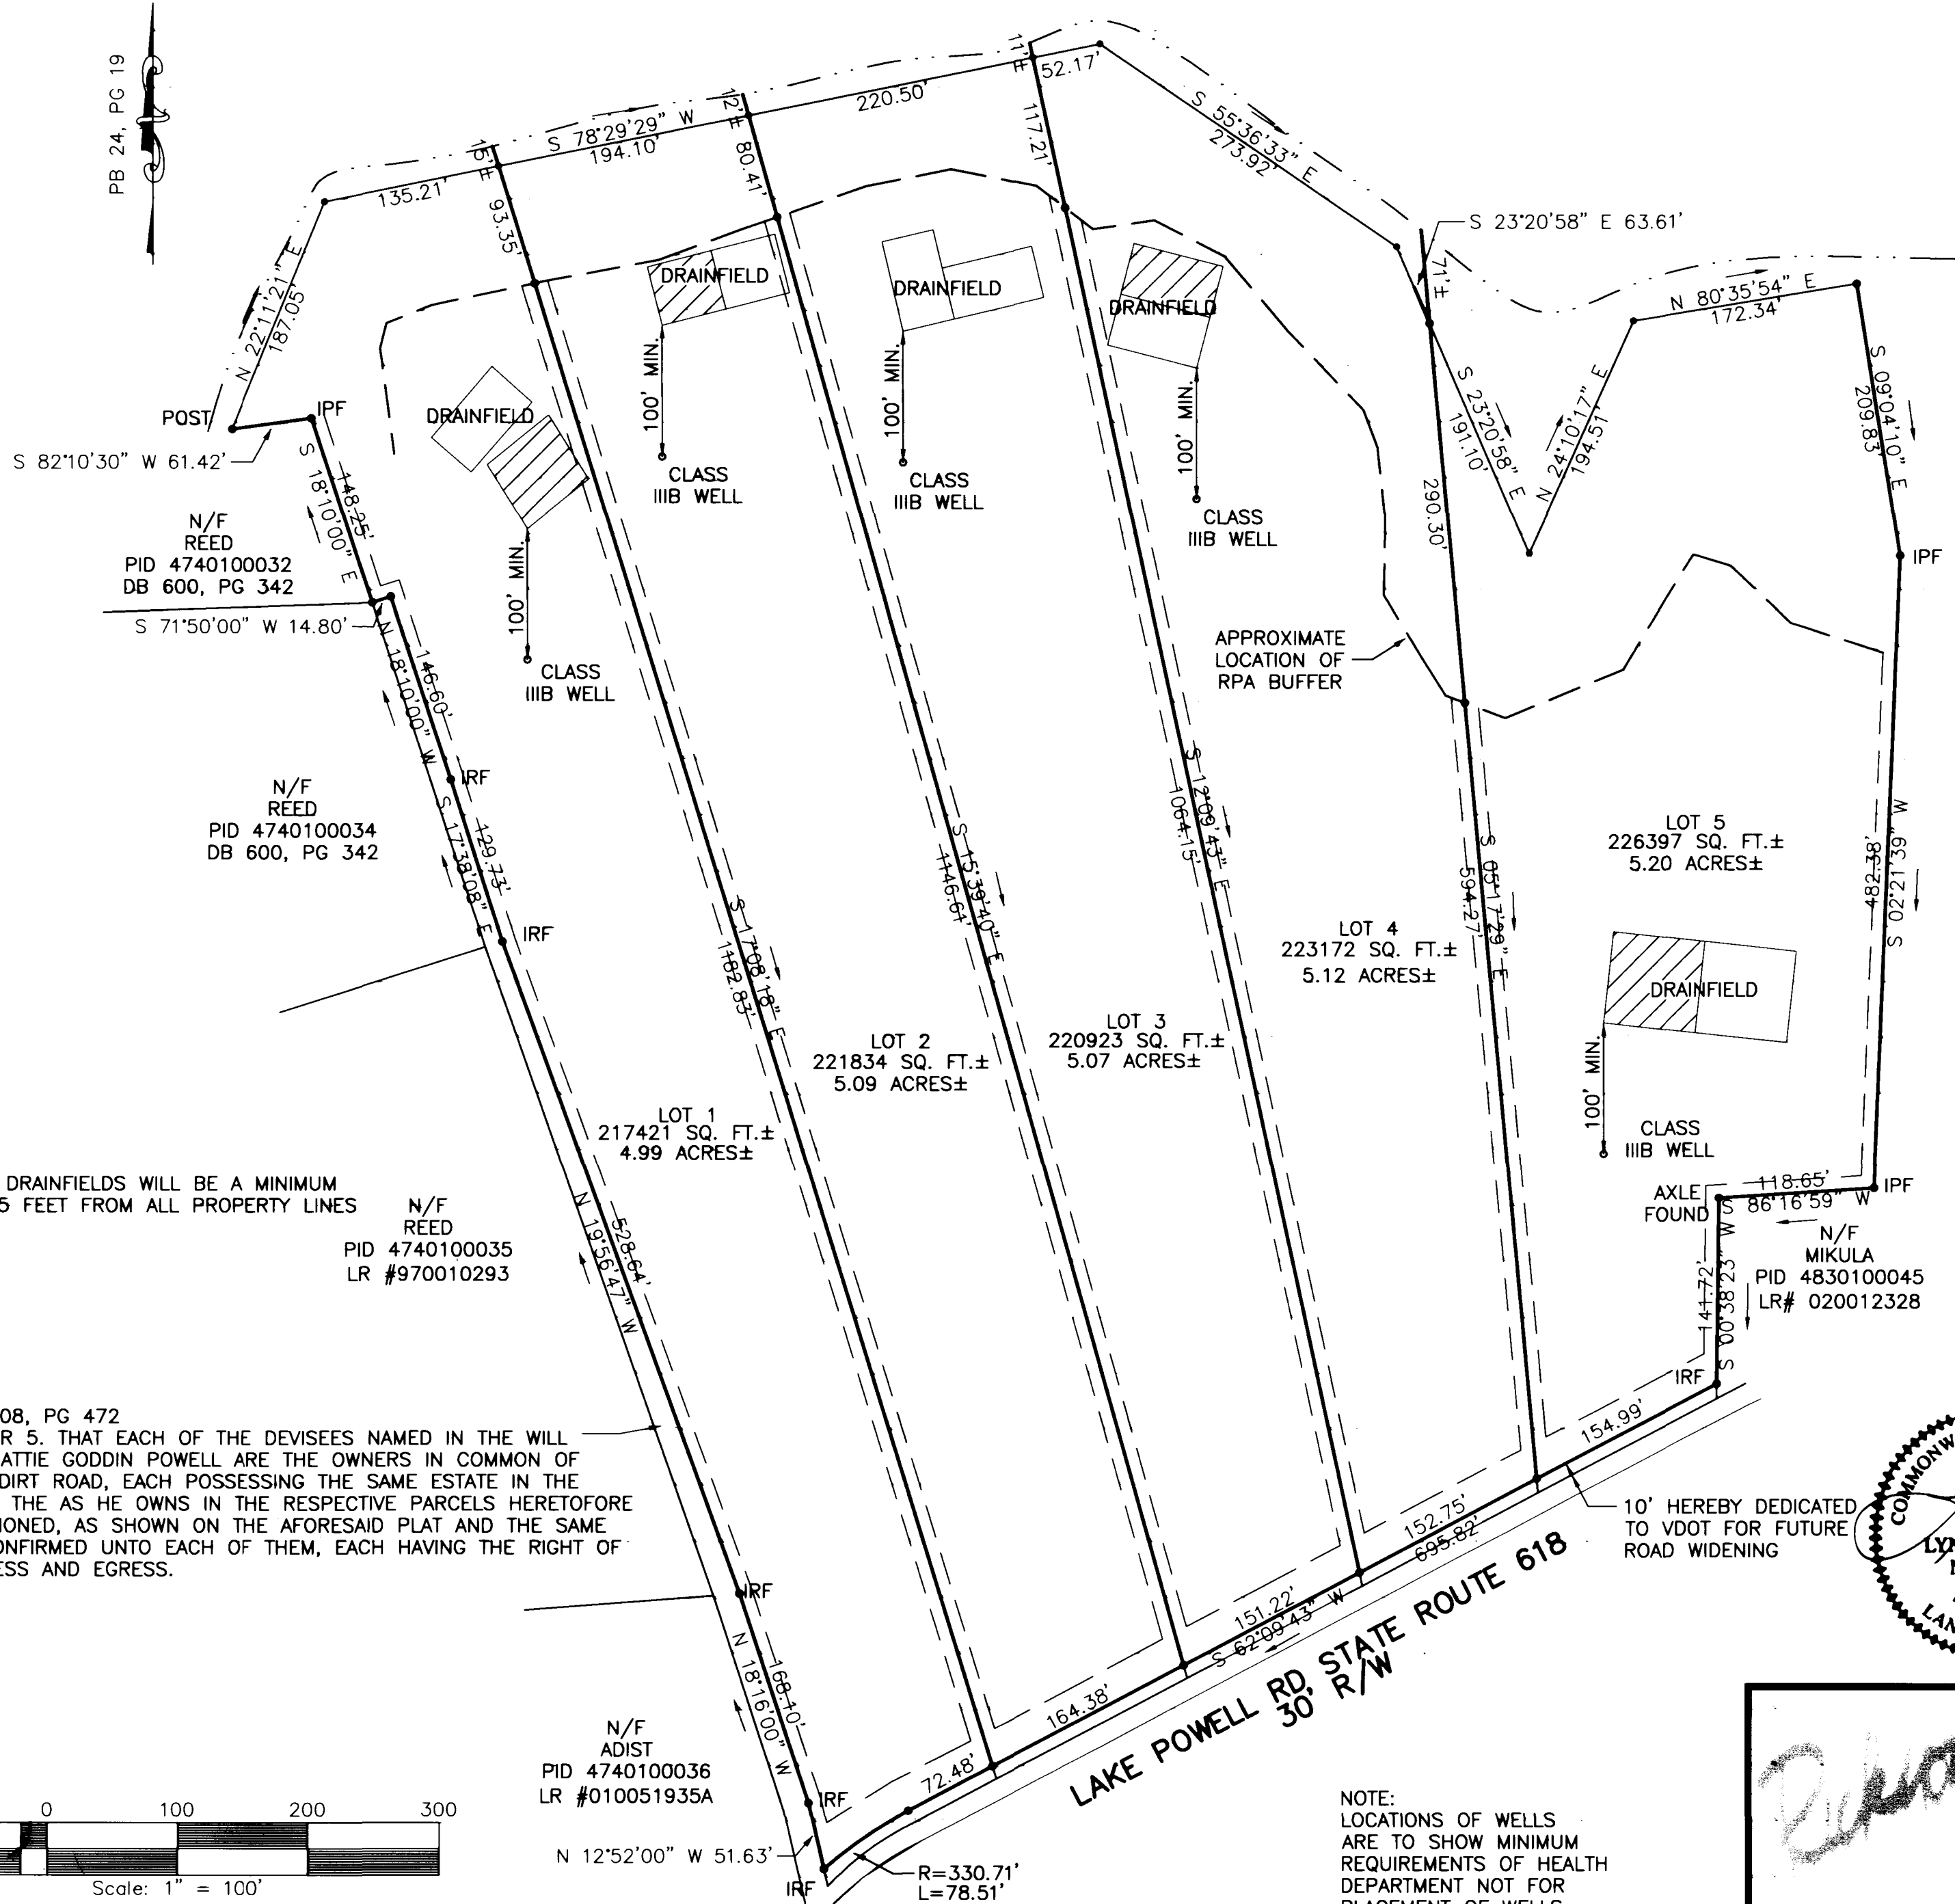 PB 24, PG 19
135.21'
S 78°29'29" W
194.10'
220.50'
52.17'
15'±
12'±
11'±
93.35'
80.41'
117.21'
S 55°36'33" E
273.92'
S 23°20'58" E 63.61'
71'±
N 80°35'54" E
172.34'
S 09°04'10" E
209.83'
N 22°11'21" E
187.05'
POST
IPF
S 82°10'30" W 61.42'
148.25'
S 18°10'00" E
N/F
REED
PID 4740100032
DB 600, PG 342
S 71°50'00" W 14.80'
DRAINFIELD
DRAINFIELD
DRAINFIELD
DRAINFIELD
100' MIN.
100' MIN.
100' MIN.
100' MIN.
CLASS
IIIB WELL
CLASS
IIIB WELL
CLASS
IIIB WELL
CLASS
IIIB WELL
S 23°20'58" E
191.10'
N 24°10'17" E
194.51'
290.30'
IPF
APPROXIMATE
LOCATION OF
RPA BUFFER
146.60'
N 18°10'00" W
IRF
N/F
REED
PID 4740100034
DB 600, PG 342
129.73'
S 17°38'08" E
IRF
S 17°08'18" E
1182.83'
S 15°39'40" E
1146.61'
S 12°09'43" E
1064.15'
S 05°17'29" E
594.27'
LOT 5
226397 SQ. FT.±
5.20 ACRES±
482.38'
S 02°21'39" W
LOT 4
223172 SQ. FT.±
5.12 ACRES±
DRAINFIELD
LOT 3
220923 SQ. FT.±
5.07 ACRES±
LOT 2
221834 SQ. FT.±
5.09 ACRES±
LOT 1
217421 SQ. FT.±
4.99 ACRES±
100' MIN.
CLASS
IIIB WELL
DRAINFIELDS WILL BE A MINIMUM
5 FEET FROM ALL PROPERTY LINES
N/F
REED
PID 4740100035
LR #970010293
528.64'
N 19°56'47" W
AXLE
FOUND
118.65'
S 86°16'59" W
IPF
N/F
MIKULA
PID 4830100045
LR# 020012328
141.72'
S 00°38'23" W
IRF
08, PG 472
R 5. THAT EACH OF THE DEVISEES NAMED IN THE WILL
ATTIE GODDIN POWELL ARE THE OWNERS IN COMMON OF
DIRT ROAD, EACH POSSESSING THE SAME ESTATE IN THE
THE AS HE OWNS IN THE RESPECTIVE PARCELS HERETOFORE
IONED, AS SHOWN ON THE AFORESAID PLAT AND THE SAME
ONFIRMED UNTO EACH OF THEM, EACH HAVING THE RIGHT OF
ESS AND EGRESS.
154.99'
152.75'
695.82'
151.22'
S 62°09'43" W
164.38'
72.48'
10' HEREBY DEDICATED
TO VDOT FOR FUTURE
ROAD WIDENING
COMMONW
LAN
LAKE POWELL RD, STATE ROUTE 618
30' R/W
IRF
168.10'
N 18°16'00" W
N/F
ADIST
PID 4740100036
LR #010051935A
IRF
N 12°52'00" W 51.63'
IRF
R=330.71'
L=78.51'
0 100 200 300
Scale: 1" = 100'
NOTE:
LOCATIONS OF WELLS
ARE TO SHOW MINIMUM
REQUIREMENTS OF HEALTH
DEPARTMENT NOT FOR
PLACEMENT OF WELLS